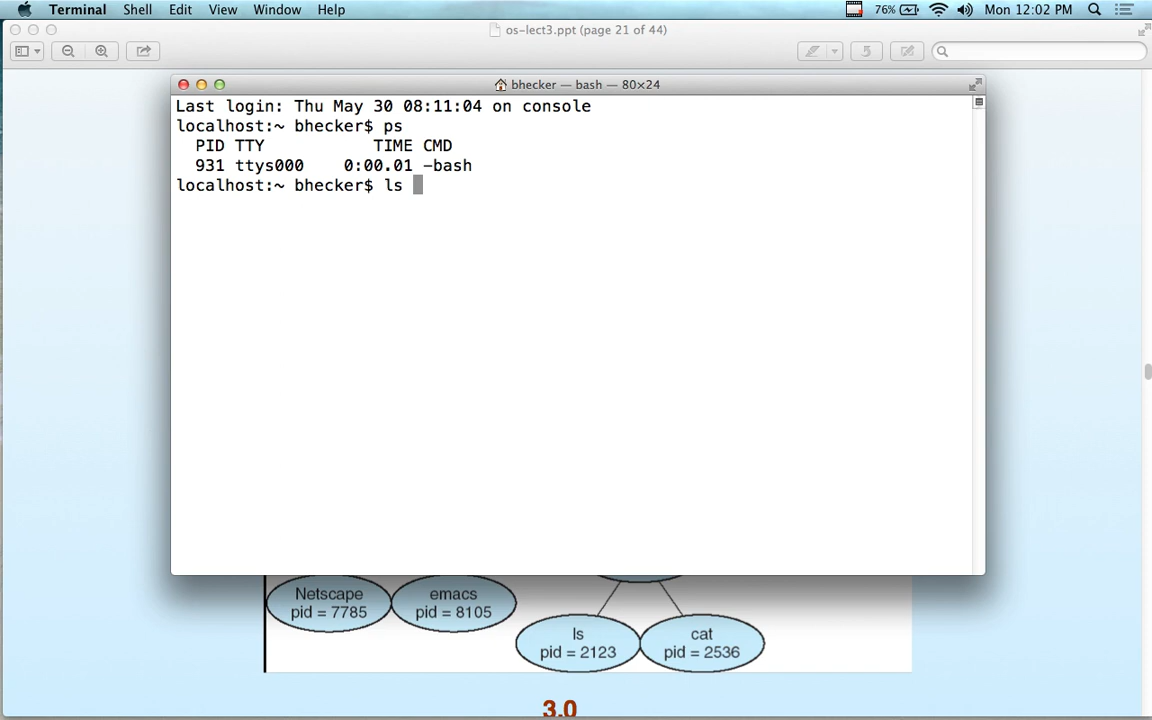 Terminal Shell Edit View Window Help 76% Mon 12:02 PM
os-lect3.ppt (page 21 of 44)
bhecker — bash — 80×24
Last login: Thu May 30 08:11:04 on console
localhost:~ bhecker$ ps
PID TTY TIME CMD
931 ttys000 0:00.01 -bash
localhost:~ bhecker$ ls
Netscape
pid = 7785
emacs
pid = 8105
ls
pid = 2123
cat
pid = 2536
3.0